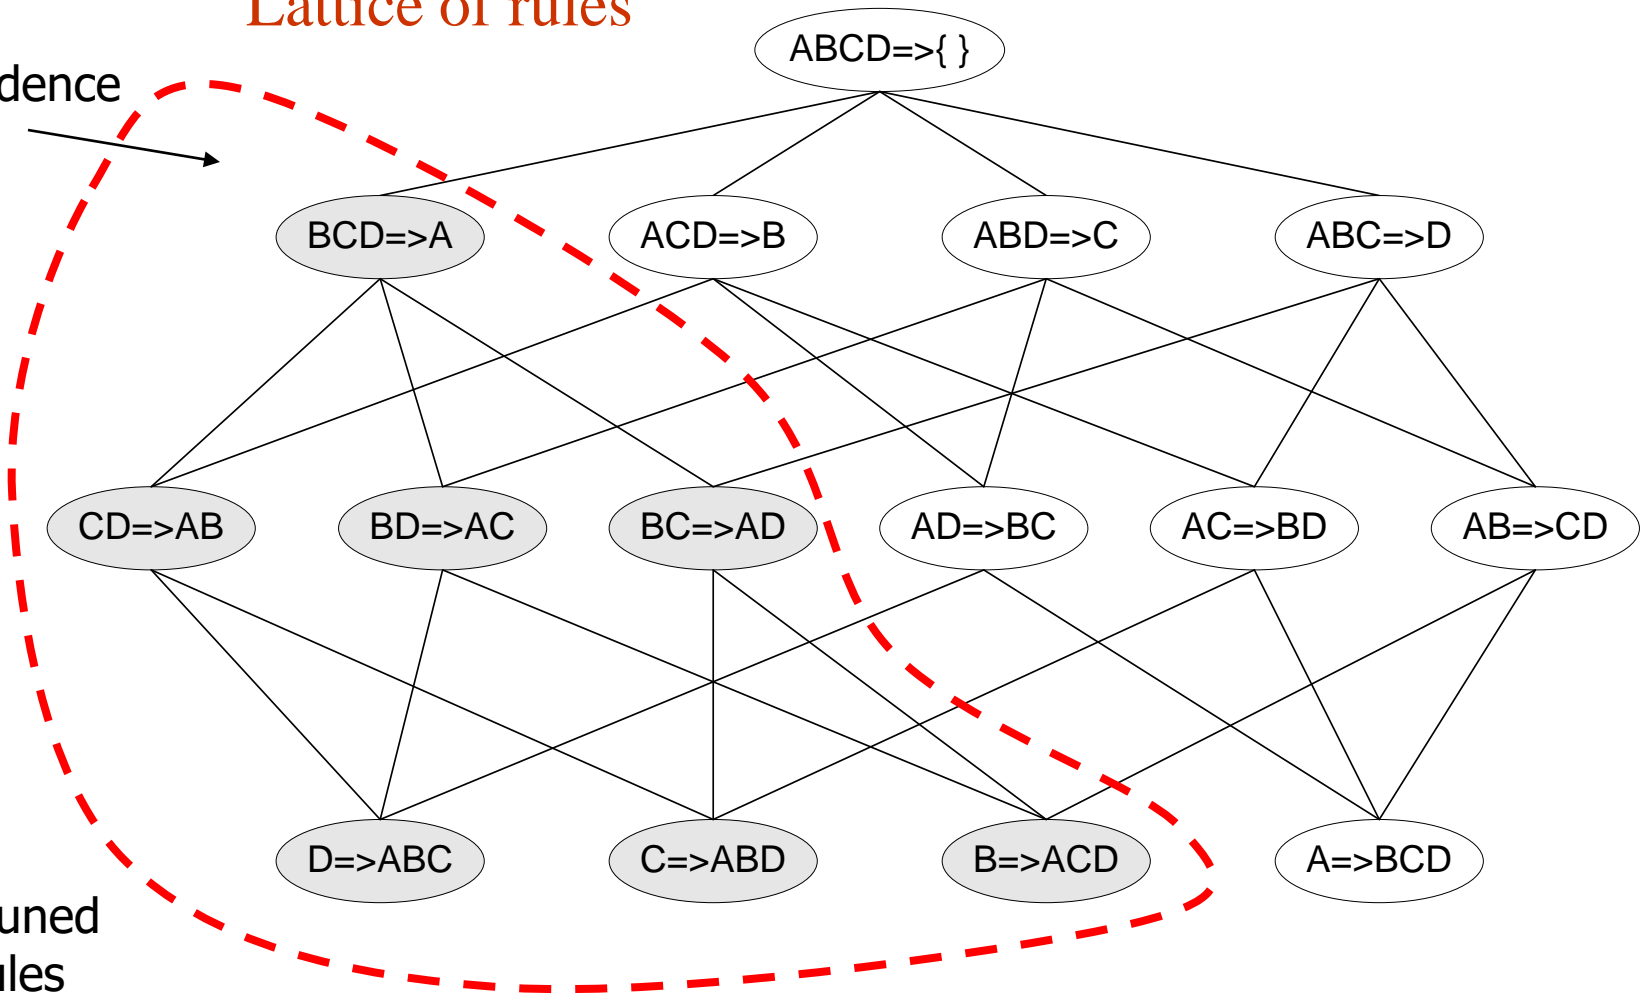 Lattice of rules
ABCD=>{ }
dence
BCD=>A
ACD=>B
ABD=>C
ABC=>D
CD=>AB
BD=>AC
BC=>AD
AD=>BC
AC=>BD
AB=>CD
D=>ABC
C=>ABD
B=>ACD
A=>BCD
uned
ules